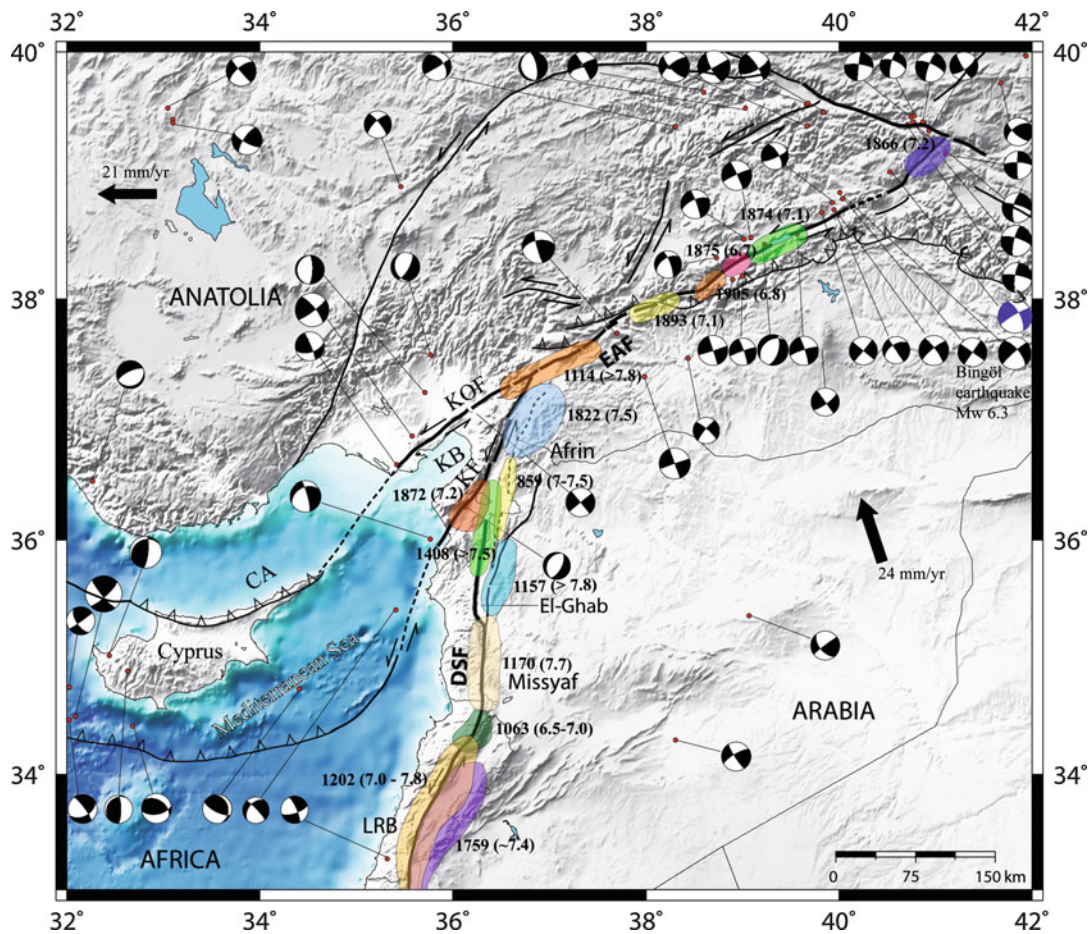 32° 34° 36° 38° 40° 42°
40° 40°
1866 (7.2)
21 mm/yr
1874 (7.1)
1875 (6.7)
ANATOLIA
38° 38°
1905 (6.8)
1893 (7.1)
EAF
Bingöl
earthquake
Mw 6.3
1114 (>7.8)
KOF
1822 (7.5)
Afrin
KB
KF
859 (7-7.5)
1872 (7.2)
36° 36°
1408 (>7.5)
24 mm/yr
CA
1157 (> 7.8)
El-Ghab
Cyprus
Mediterranean Sea
DSF
1170 (7.7)
Missyaf
ARABIA
1063 (6.5-7.0)
34° 34°
1202 (7.0 - 7.8)
LRB
1759 (~7.4)
AFRICA
0 75 150 km
32° 34° 36° 38° 40° 42°